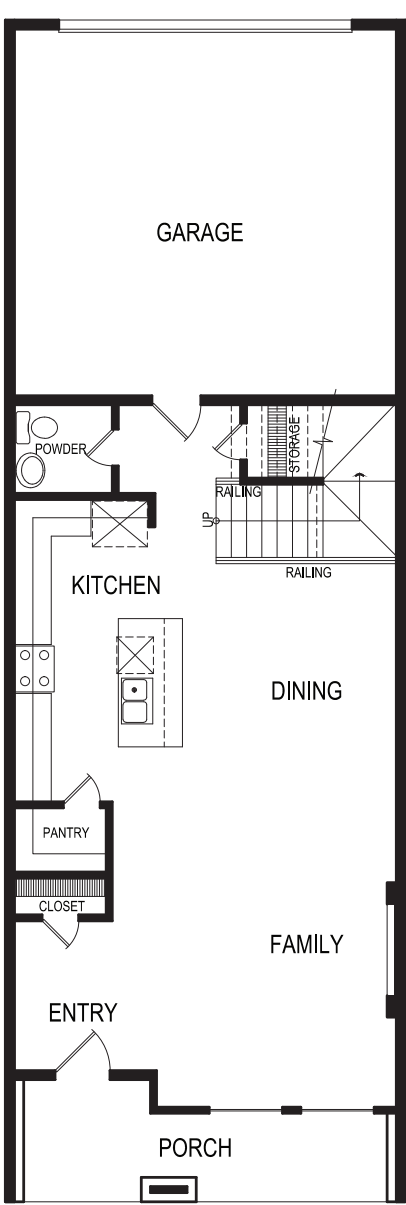 GARAGE
POWDER
STORAGE
RAILING
UP
RAILING
KITCHEN
DINING
PANTRY
CLOSET
FAMILY
ENTRY
PORCH